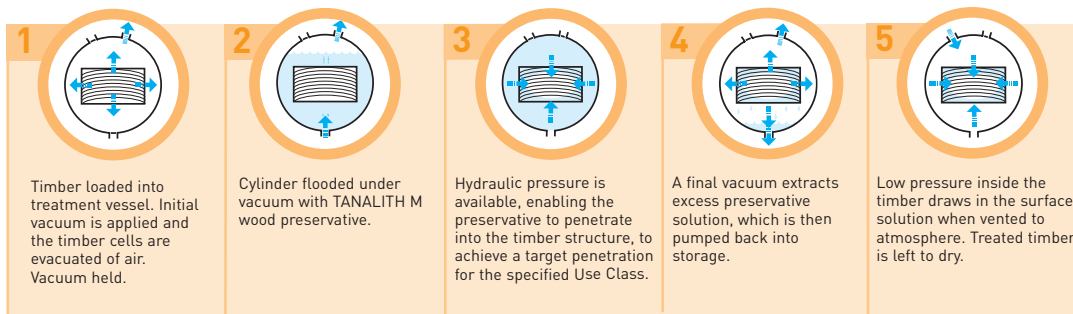 1
Timber loaded into
treatment vessel. Initial
vacuum is applied and
the timber cells are
evacuated of air.
Vacuum held.
2
Cylinder flooded under
vacuum with TANALITH M
wood preservative.
3
Hydraulic pressure is
available, enabling the
preservative to penetrate
into the timber structure, to
achieve a target penetration
for the specified Use Class.
4
A final vacuum extracts
excess preservative
solution, which is then
pumped back into
storage.
5
Low pressure inside the
timber draws in the surface
solution when vented to
atmosphere. Treated timber
is left to dry.